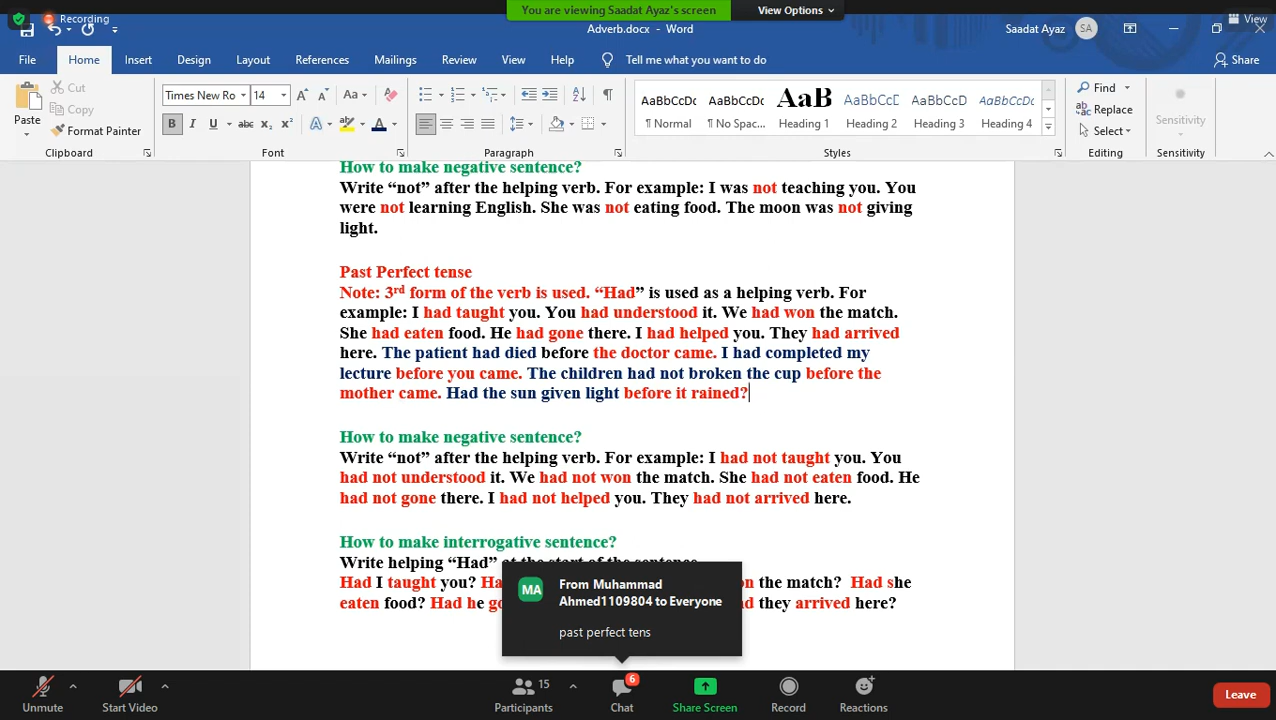 Recording
You are viewing Saadat Ayaz's screen
View Options
View
Adverb.docx - Word
Saadat Ayaz
SA
File Home Insert Design Layout References Mailings Review View Help Tell me what you want to do
Share
Paste
Cut
Copy
Format Painter
Clipboard
Times New Ro 14
B I U abc x₂ x²
Font
Paragraph
AaBbCcDc AaBbCcDc AaB AaBbCcD AaBbCcD AaBbCcD
¶ Normal ¶ No Spac... Heading 1 Heading 2 Heading 3 Heading 4
Styles
Find
Replace
Select
Editing
Sensitivity
Sensitivity
How to make negative sentence?
Write “not” after the helping verb. For example: I was not teaching you. You
were not learning English. She was not eating food. The moon was not giving
light.
Past Perfect tense
Note: 3rd form of the verb is used. “Had” is used as a helping verb. For
example: I had taught you. You had understood it. We had won the match.
She had eaten food. He had gone there. I had helped you. They had arrived
here. The patient had died before the doctor came. I had completed my
lecture before you came. The children had not broken the cup before the
mother came. Had the sun given light before it rained?
How to make negative sentence?
Write “not” after the helping verb. For example: I had not taught you. You
had not understood it. We had not won the match. She had not eaten food. He
had not gone there. I had not helped you. They had not arrived here.
How to make interrogative sentence?
Write helping “Had” at the start of the sentence.
Had I taught you? the match? Had she
eaten food? Had he they arrived here?
MA
From Muhammad
Ahmed1109804 to Everyone
past perfect tens
Unmute
Start Video
15
Participants
6
Chat
Share Screen
Record
Reactions
Leave